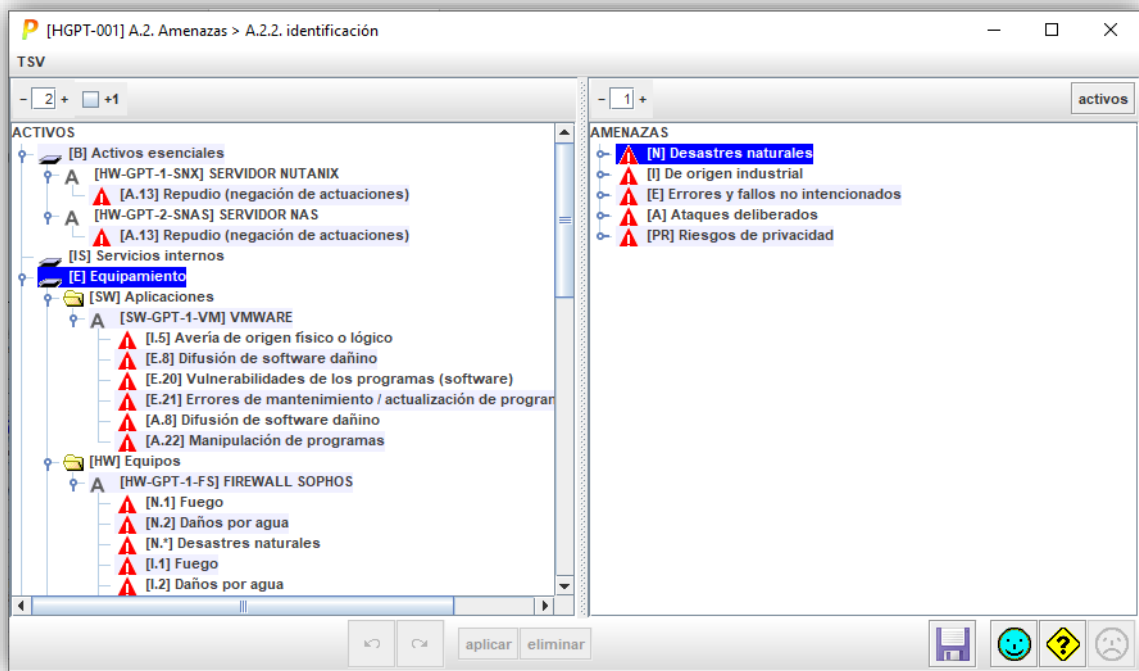 [HGPT-001] A.2. Amenazas > A.2.2. identificación
TSV
- 2 + +1
- 1 + activos
ACTIVOS
[B] Activos esenciales
A [HW-GPT-1-SNX] SERVIDOR NUTANIX
[A.13] Repudio (negación de actuaciones)
A [HW-GPT-2-SNAS] SERVIDOR NAS
[A.13] Repudio (negación de actuaciones)
[IS] Servicios internos
[E] Equipamiento
[SW] Aplicaciones
A [SW-GPT-1-VM] VMWARE
[I.5] Avería de origen físico o lógico
[E.8] Difusión de software dañino
[E.20] Vulnerabilidades de los programas (software)
[E.21] Errores de mantenimiento / actualización de program
[A.8] Difusión de software dañino
[A.22] Manipulación de programas
[HW] Equipos
A [HW-GPT-1-FS] FIREWALL SOPHOS
[N.1] Fuego
[N.2] Daños por agua
[N.*] Desastres naturales
[I.1] Fuego
[I.2] Daños por agua
AMENAZAS
[N] Desastres naturales
[I] De origen industrial
[E] Errores y fallos no intencionados
[A] Ataques deliberados
[PR] Riesgos de privacidad
aplicar eliminar